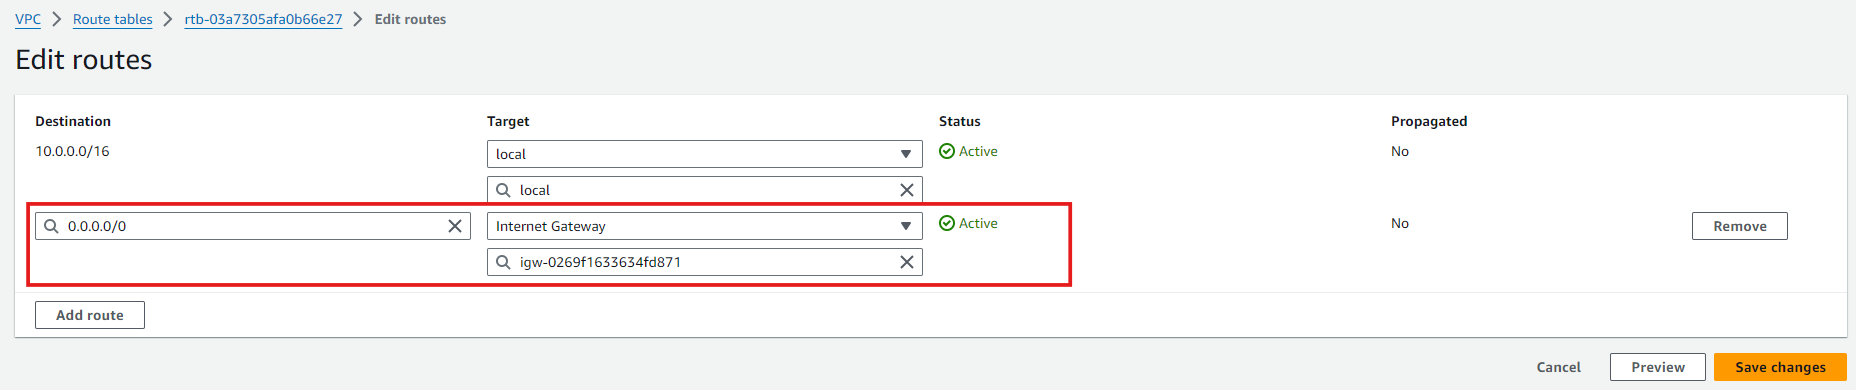 VPC > Route tables > rtb-03a7305afa0b66e27 > Edit routes
Edit routes
Destination Target Status Propagated
10.0.0.0/16 local Active No
local
0.0.0.0/0 Internet Gateway Active No Remove
igw-0269f1633634fd871
Add route
Cancel Preview Save changes